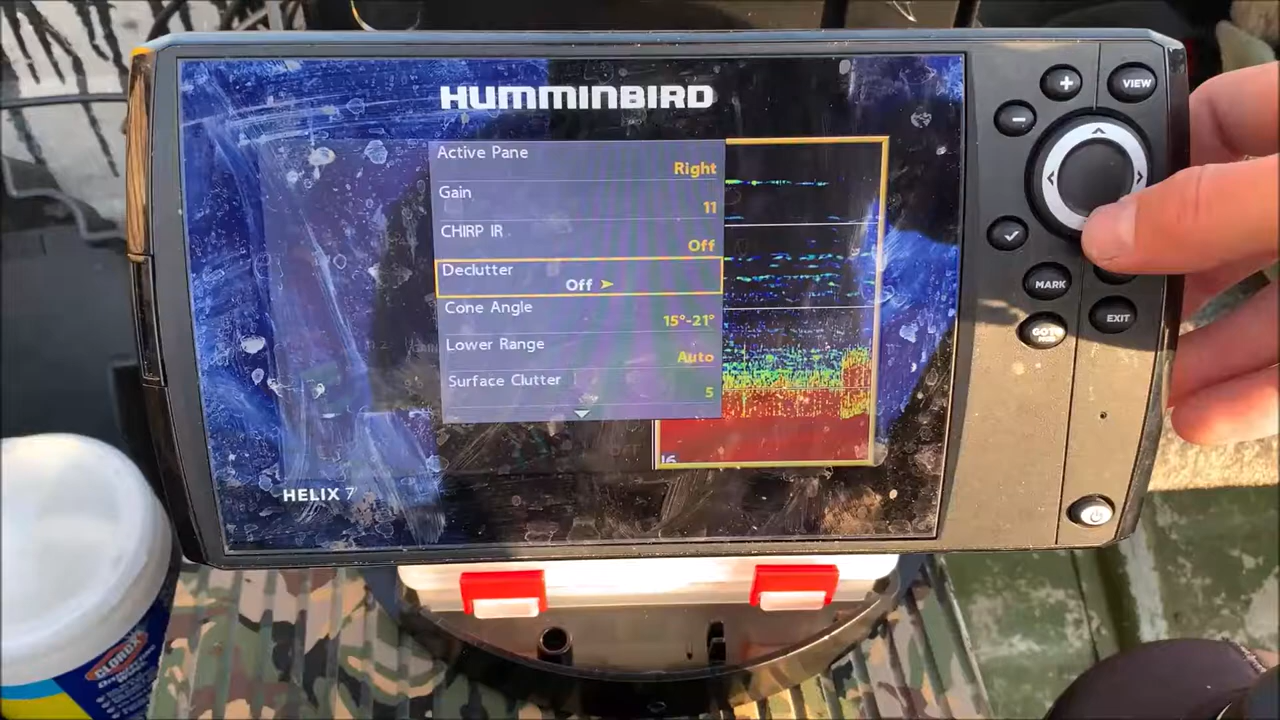 HUMMINBIRD
Active Pane
Right
Gain
11
CHIRP IR
Off
Declutter
Off
Cone Angle
15°-21°
Lower Range
Auto
Surface Clutter
5
16
HELIX 7
VIEW
MARK
EXIT
GOTO
CLOROX